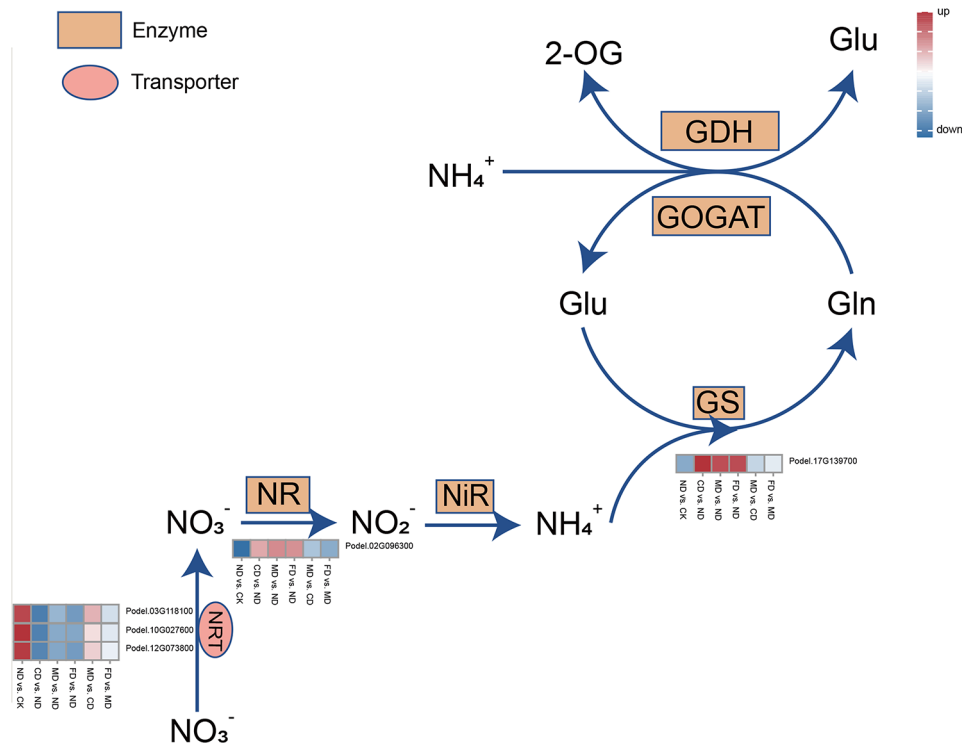 Enzyme
Transporter
up
down
2-OG
Glu
GDH
NH₄⁺
GOGAT
Glu
Gln
GS
Podel.17G139700
ND vs. CK
CD vs. ND
MD vs. ND
FD vs. ND
MD vs. CD
FD vs. MD
NR
NiR
NO₃⁻
NO₂⁻
NH₄⁺
Podel.02G096300
ND vs. CK
CD vs. ND
MD vs. ND
FD vs. ND
MD vs. CD
FD vs. MD
NRT
Podel.03G118100
Podel.10G027600
Podel.12G073800
ND vs. CK
CD vs. ND
MD vs. ND
FD vs. ND
MD vs. CD
FD vs. MD
NO₃⁻